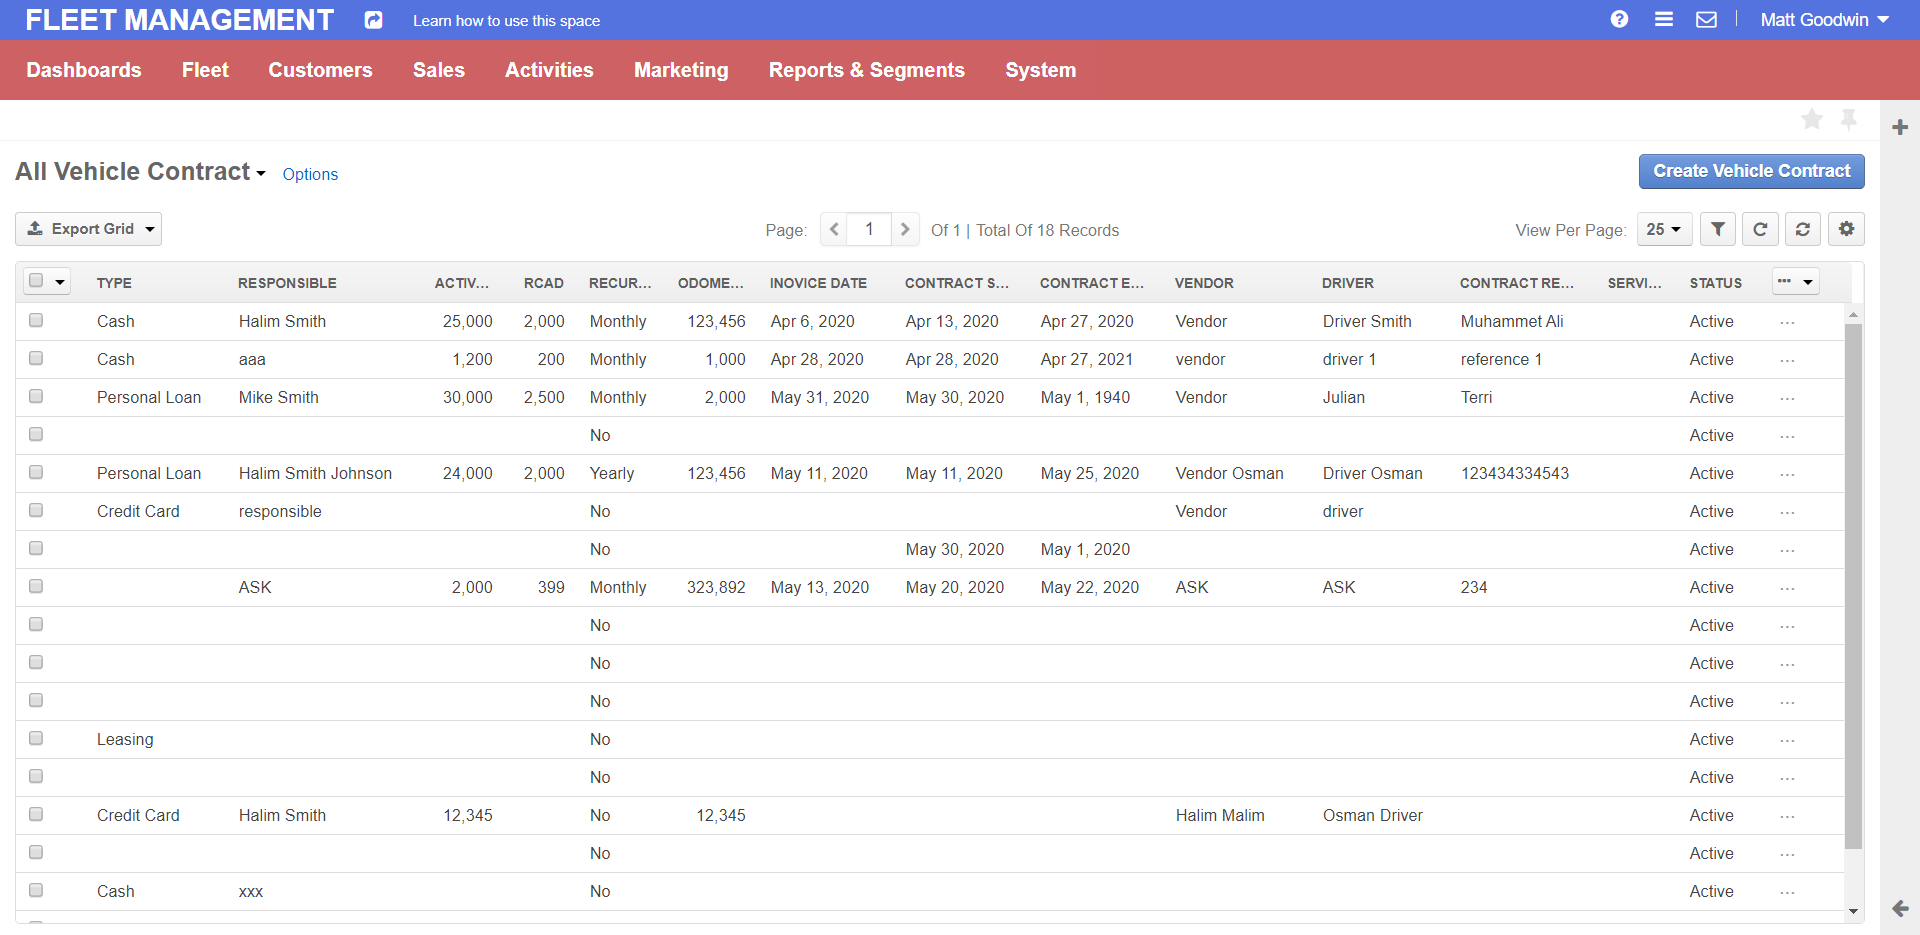 FLEET MANAGEMENT Learn how to use this space Matt Goodwin
Dashboards Fleet Customers Sales Activities Marketing Reports & Segments System
All Vehicle Contract Options Create Vehicle Contract
Export Grid Page: 1 Of 1 | Total Of 18 Records View Per Page: 25
TYPE RESPONSIBLE ACTIV... RCAD RECUR... ODOME... INOVICE DATE CONTRACT S... CONTRACT E... VENDOR DRIVER CONTRACT RE... SERVI... STATUS
Cash Halim Smith 25,000 2,000 Monthly 123,456 Apr 6, 2020 Apr 13, 2020 Apr 27, 2020 Vendor Driver Smith Muhammet Ali Active
Cash aaa 1,200 200 Monthly 1,000 Apr 28, 2020 Apr 28, 2020 Apr 27, 2021 vendor driver 1 reference 1 Active
Personal Loan Mike Smith 30,000 2,500 Monthly 2,000 May 31, 2020 May 30, 2020 May 1, 1940 Vendor Julian Terri Active
No Active
Personal Loan Halim Smith Johnson 24,000 2,000 Yearly 123,456 May 11, 2020 May 11, 2020 May 25, 2020 Vendor Osman Driver Osman 123434334543 Active
Credit Card responsible No Vendor driver Active
No May 30, 2020 May 1, 2020 Active
ASK 2,000 399 Monthly 323,892 May 13, 2020 May 20, 2020 May 22, 2020 ASK ASK 234 Active
No Active
No Active
No Active
Leasing No Active
No Active
Credit Card Halim Smith 12,345 No 12,345 Halim Malim Osman Driver Active
No Active
Cash xxx No Active